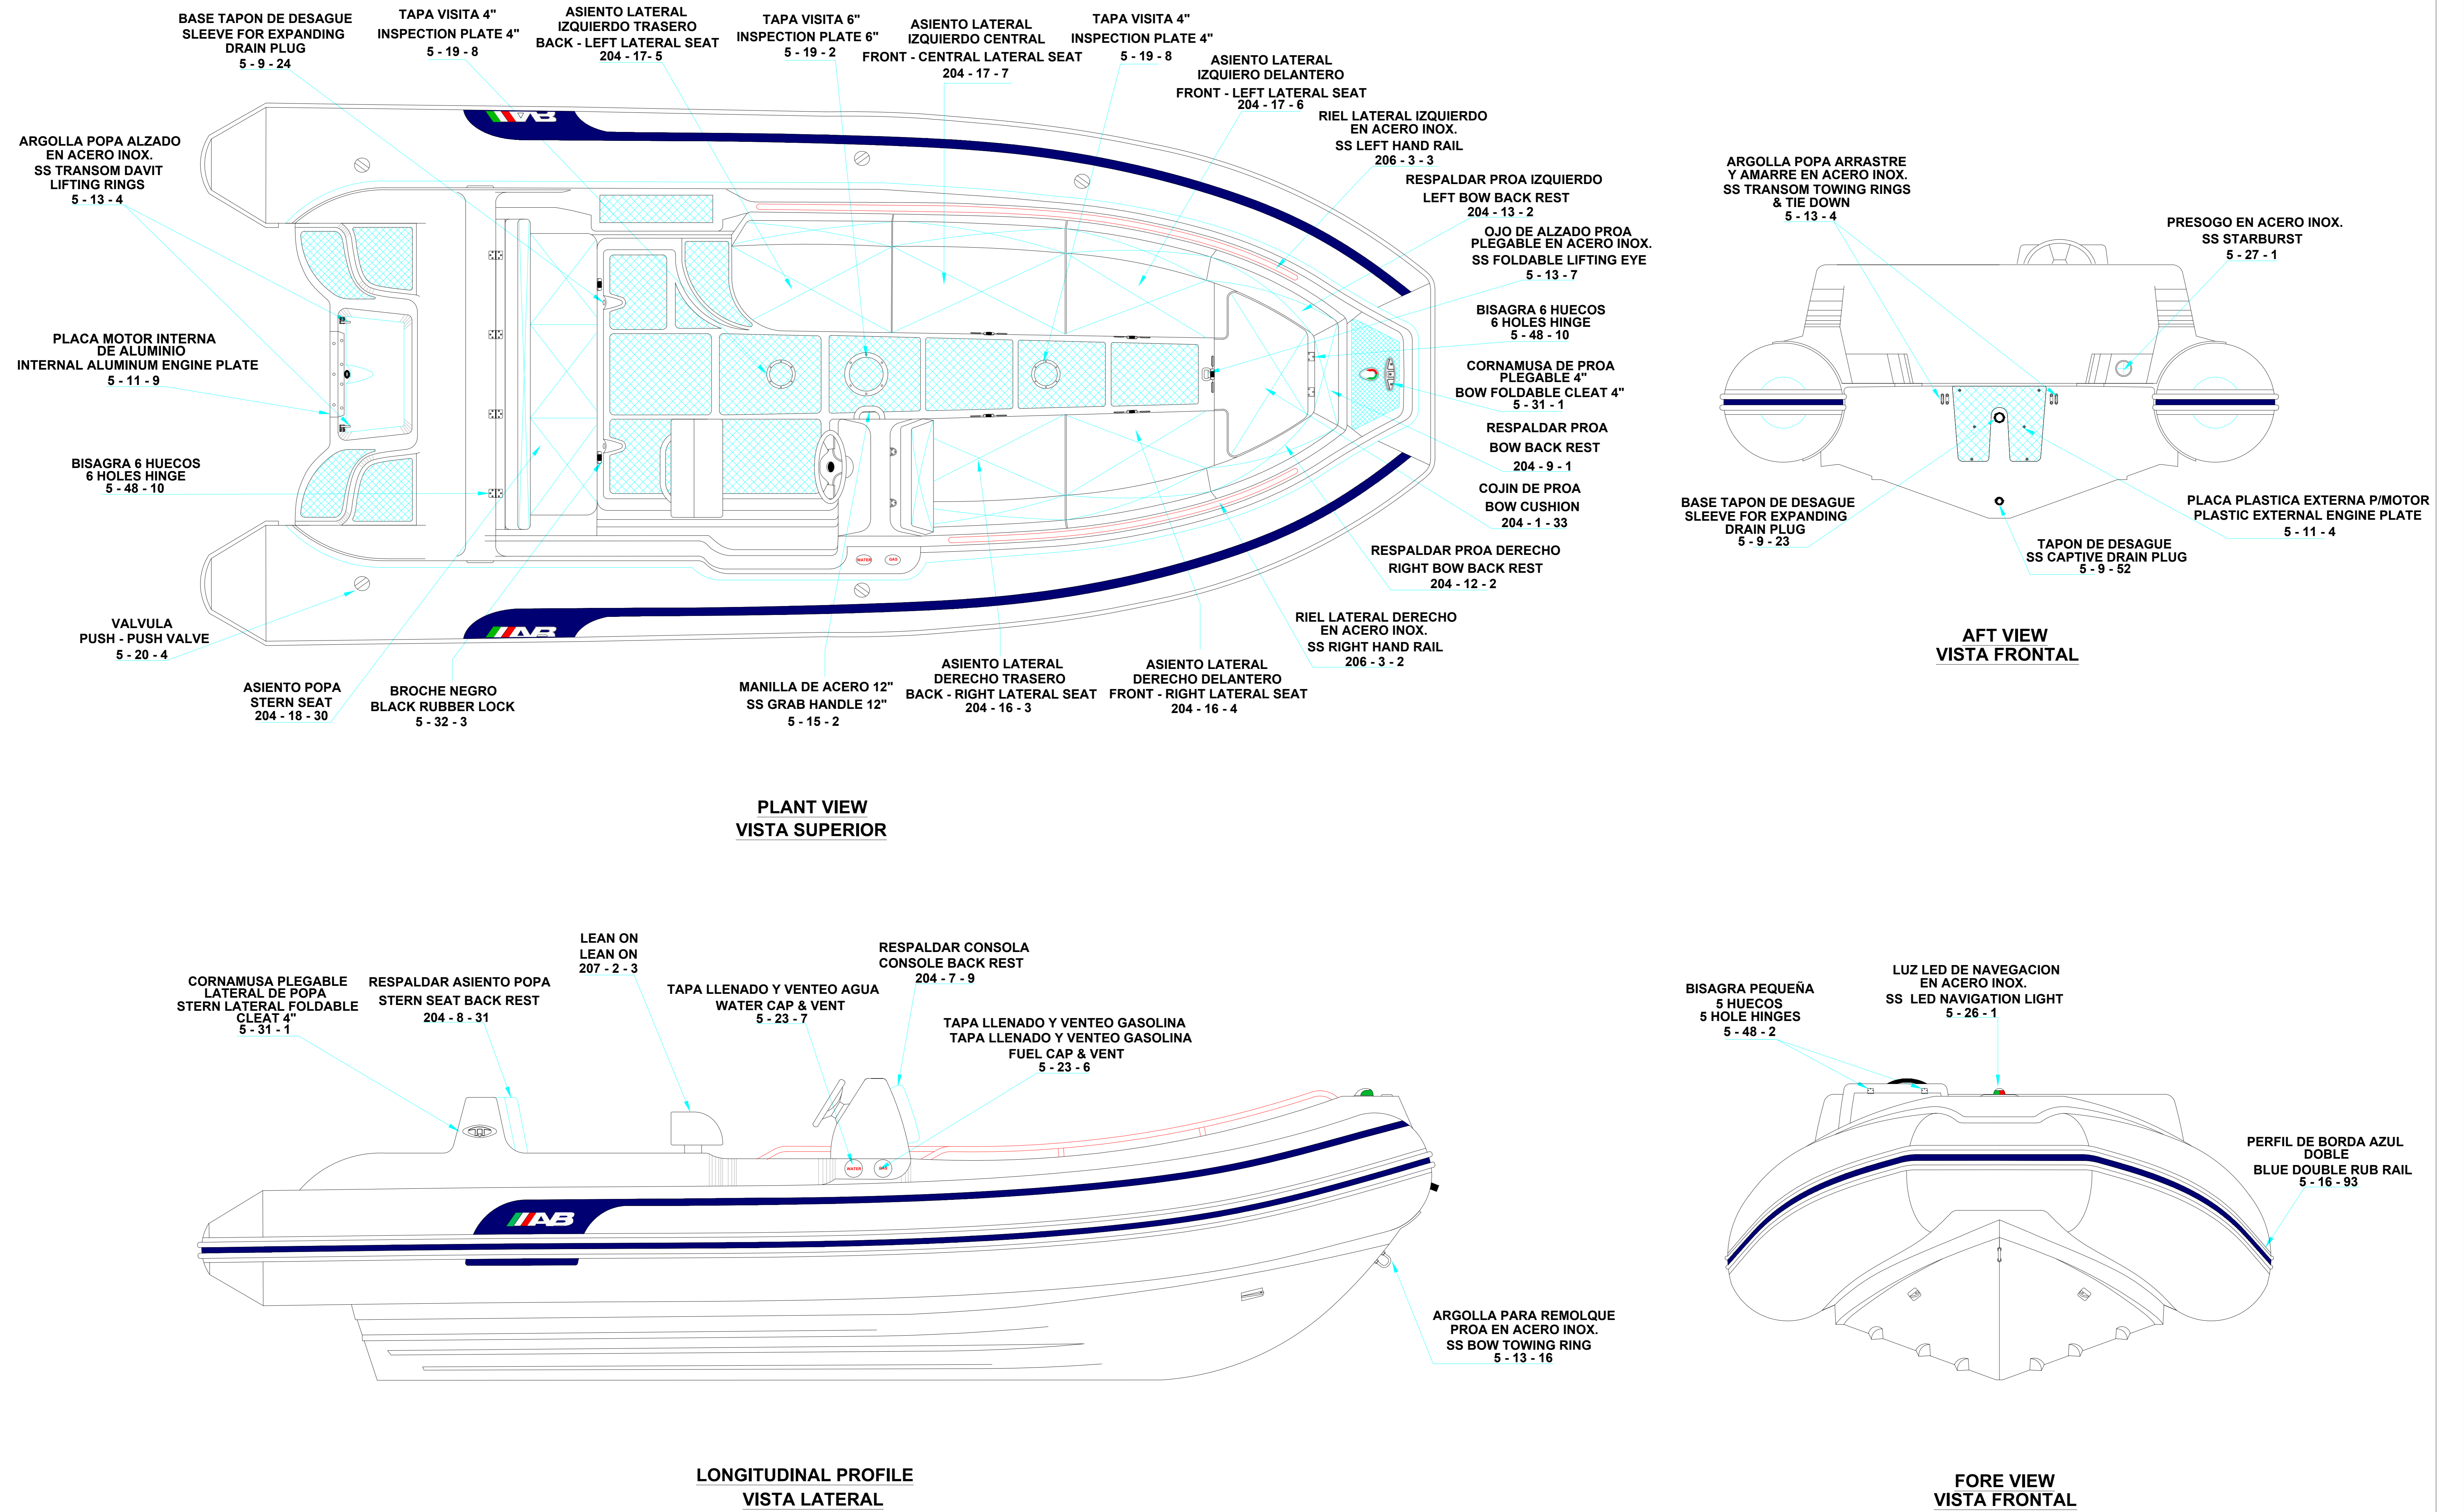 BASE TAPON DE DESAGUE
SLEEVE FOR EXPANDING
DRAIN PLUG
5 - 9 - 24
TAPA VISITA 4"
INSPECTION PLATE 4"
5 - 19 - 8
ASIENTO LATERAL
IZQUIERDO TRASERO
BACK - LEFT LATERAL SEAT
204 - 17- 5
TAPA VISITA 6"
INSPECTION PLATE 6"
5 - 19 - 2
ASIENTO LATERAL
IZQUIERDO CENTRAL
FRONT - CENTRAL LATERAL SEAT
204 - 17 - 7
TAPA VISITA 4"
INSPECTION PLATE 4"
5 - 19 - 8
ASIENTO LATERAL
IZQUIERO DELANTERO
FRONT - LEFT LATERAL SEAT
204 - 17 - 6
RIEL LATERAL IZQUIERDO
EN ACERO INOX.
SS LEFT HAND RAIL
206 - 3 - 3
RESPALDAR PROA IZQUIERDO
LEFT BOW BACK REST
204 - 13 - 2
OJO DE ALZADO PROA
PLEGABLE EN ACERO INOX.
SS FOLDABLE LIFTING EYE
5 - 13 - 7
BISAGRA 6 HUECOS
6 HOLES HINGE
5 - 48 - 10
CORNAMUSA DE PROA
PLEGABLE 4"
BOW FOLDABLE CLEAT 4"
5 - 31 - 1
RESPALDAR PROA
BOW BACK REST
204 - 9 - 1
COJIN DE PROA
BOW CUSHION
204 - 1 - 33
RESPALDAR PROA DERECHO
RIGHT BOW BACK REST
204 - 12 - 2
RIEL LATERAL DERECHO
EN ACERO INOX.
SS RIGHT HAND RAIL
206 - 3 - 2
ARGOLLA POPA ALZADO
EN ACERO INOX.
SS TRANSOM DAVIT
LIFTING RINGS
5 - 13 - 4
PLACA MOTOR INTERNA
DE ALUMINIO
INTERNAL ALUMINUM ENGINE PLATE
5 - 11 - 9
BISAGRA 6 HUECOS
6 HOLES HINGE
5 - 48 - 10
VALVULA
PUSH - PUSH VALVE
5 - 20 - 4
AB
WATER
GAS
AB
ASIENTO POPA
STERN SEAT
204 - 18 - 30
BROCHE NEGRO
BLACK RUBBER LOCK
5 - 32 - 3
MANILLA DE ACERO 12"
SS GRAB HANDLE 12"
5 - 15 - 2
ASIENTO LATERAL
DERECHO TRASERO
BACK - RIGHT LATERAL SEAT
204 - 16 - 3
ASIENTO LATERAL
DERECHO DELANTERO
FRONT - RIGHT LATERAL SEAT
204 - 16 - 4
PLANT VIEW
VISTA SUPERIOR
ARGOLLA POPA ARRASTRE
Y AMARRE EN ACERO INOX.
SS TRANSOM TOWING RINGS
& TIE DOWN
5 - 13 - 4
PRESOGO EN ACERO INOX.
SS STARBURST
5 - 27 - 1
BASE TAPON DE DESAGUE
SLEEVE FOR EXPANDING
DRAIN PLUG
5 - 9 - 23
TAPON DE DESAGUE
SS CAPTIVE DRAIN PLUG
5 - 9 - 52
PLACA PLASTICA EXTERNA P/MOTOR
PLASTIC EXTERNAL ENGINE PLATE
5 - 11 - 4
AFT VIEW
VISTA FRONTAL
CORNAMUSA PLEGABLE
LATERAL DE POPA
STERN LATERAL FOLDABLE
CLEAT 4"
5 - 31 - 1
RESPALDAR ASIENTO POPA
STERN SEAT BACK REST
204 - 8 - 31
LEAN ON
LEAN ON
207 - 2 - 3
TAPA LLENADO Y VENTEO AGUA
WATER CAP & VENT
5 - 23 - 7
RESPALDAR CONSOLA
CONSOLE BACK REST
204 - 7 - 9
TAPA LLENADO Y VENTEO GASOLINA
TAPA LLENADO Y VENTEO GASOLINA
FUEL CAP & VENT
5 - 23 - 6
WATER
GAS
AB
ARGOLLA PARA REMOLQUE
PROA EN ACERO INOX.
SS BOW TOWING RING
5 - 13 - 16
LONGITUDINAL PROFILE
VISTA LATERAL
BISAGRA PEQUEÑA
5 HUECOS
5 HOLE HINGES
5 - 48 - 2
LUZ LED DE NAVEGACION
EN ACERO INOX.
SS LED NAVIGATION LIGHT
5 - 26 - 1
PERFIL DE BORDA AZUL
DOBLE
BLUE DOUBLE RUB RAIL
5 - 16 - 93
FORE VIEW
VISTA FRONTAL